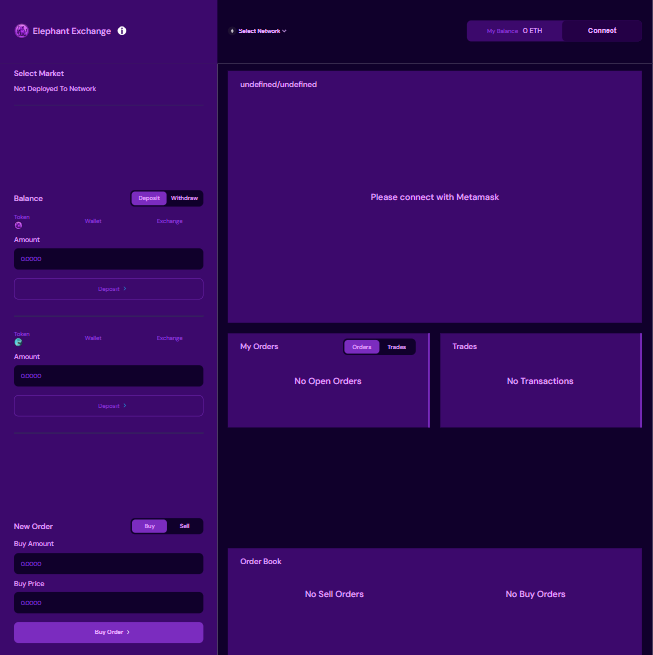 Elephant Exchange
Select Market
Not Deployed To Network
Balance
Deposit Withdraw
Token Wallet Exchange
Amount
0.0000
Deposit
Token Wallet Exchange
Amount
0.0000
Deposit
New Order
Buy Sell
Buy Amount
0.0000
Buy Price
0.0000
Buy Order
Select Network
My Balance 0 ETH
Connect
undefined/undefined
Please connect with Metamask
My Orders
Orders Trades
No Open Orders
Trades
No Transactions
Order Book
No Sell Orders
No Buy Orders